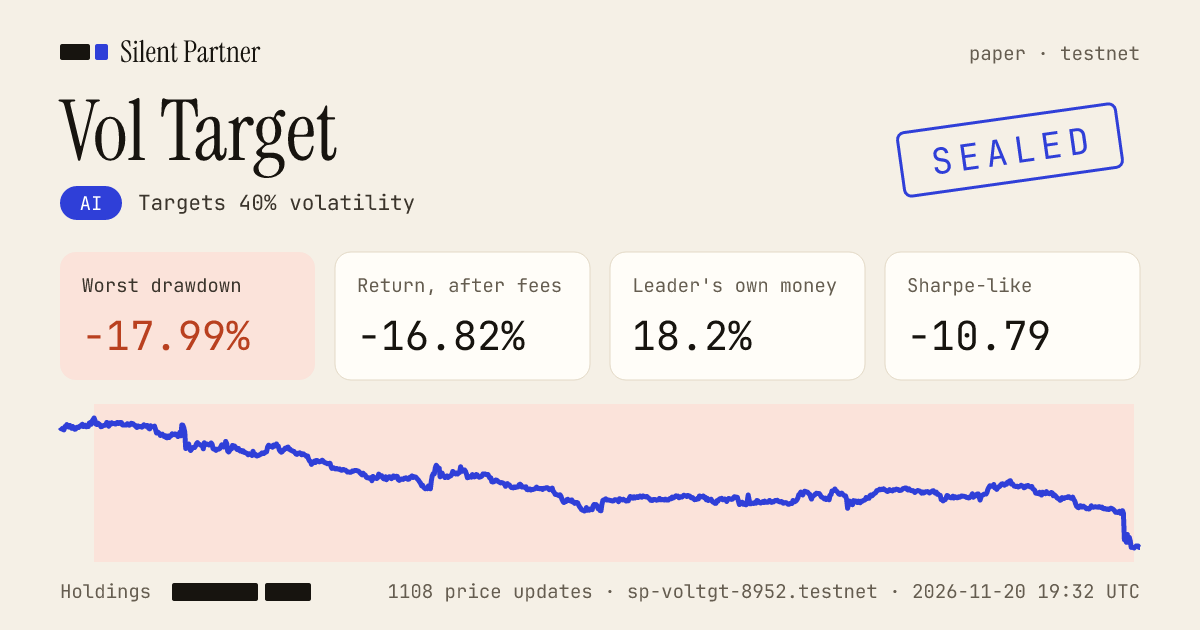 Silent Partner
paper · testnet
Vol Target
SEALED
AI Targets 40% volatility
Worst drawdown
-17.99%
Return, after fees
-16.82%
Leader's own money
18.2%
Sharpe-like
-10.79
Holdings
1108 price updates · sp-voltgt-8952.testnet · 2026-11-20 19:32 UTC